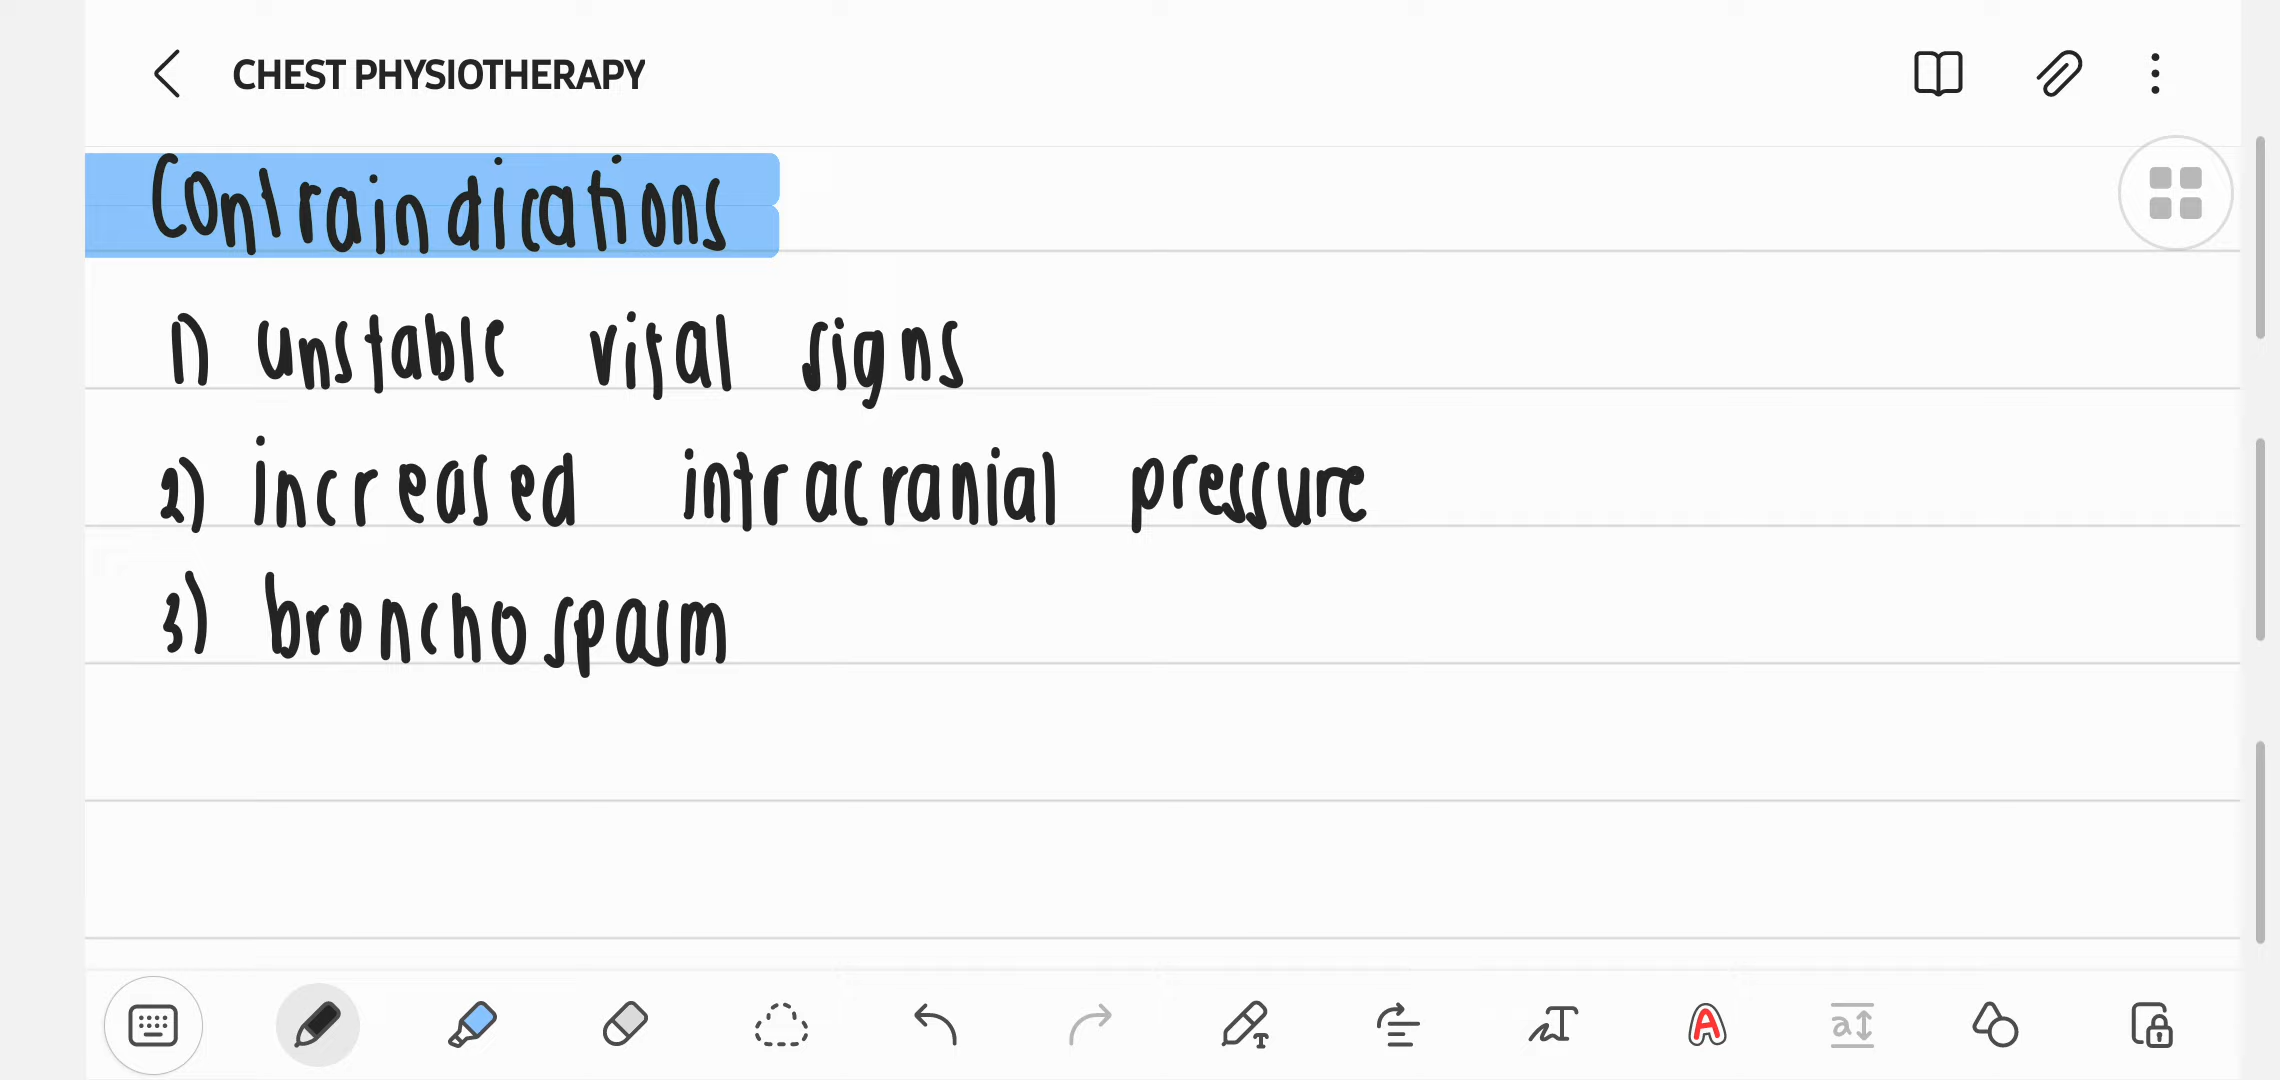 CHEST PHYSIOTHERAPY
Contraindications
1) unstable vital signs
2) increased intracranial pressure
3) bronchospasm